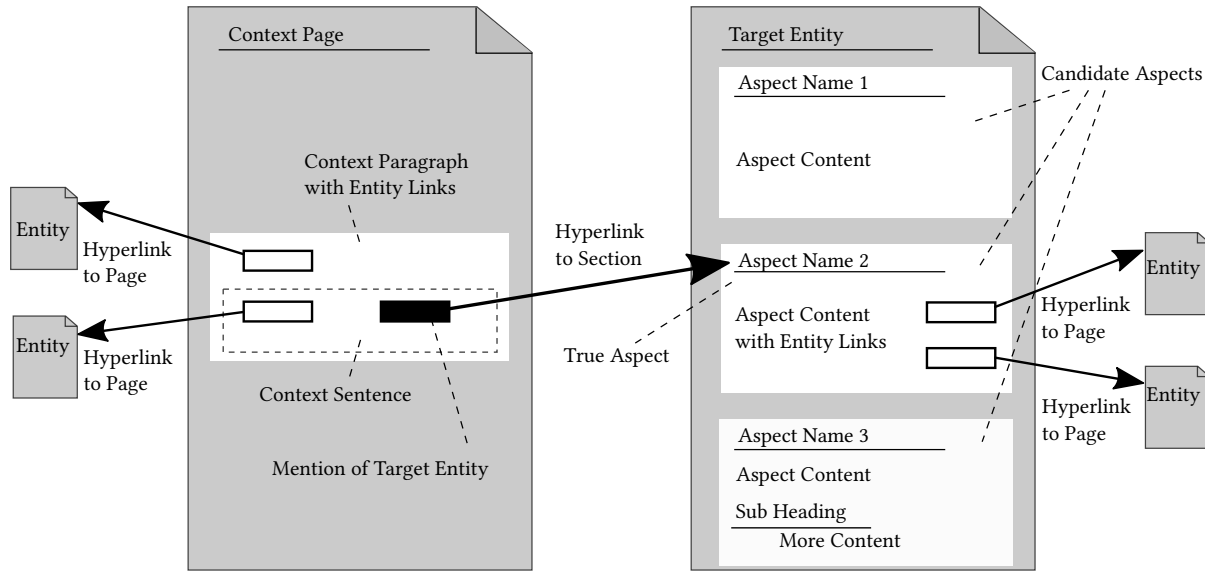 Context Page
Context Paragraph
with Entity Links
Entity
Hyperlink
to Page
Entity
Hyperlink
to Page
Context Sentence
Mention of Target Entity
Hyperlink
to Section
True Aspect
Target Entity
Candidate Aspects
Aspect Name 1
Aspect Content
Aspect Name 2
Aspect Content
with Entity Links
Entity
Hyperlink
to Page
Entity
Hyperlink
to Page
Aspect Name 3
Aspect Content
Sub Heading
More Content